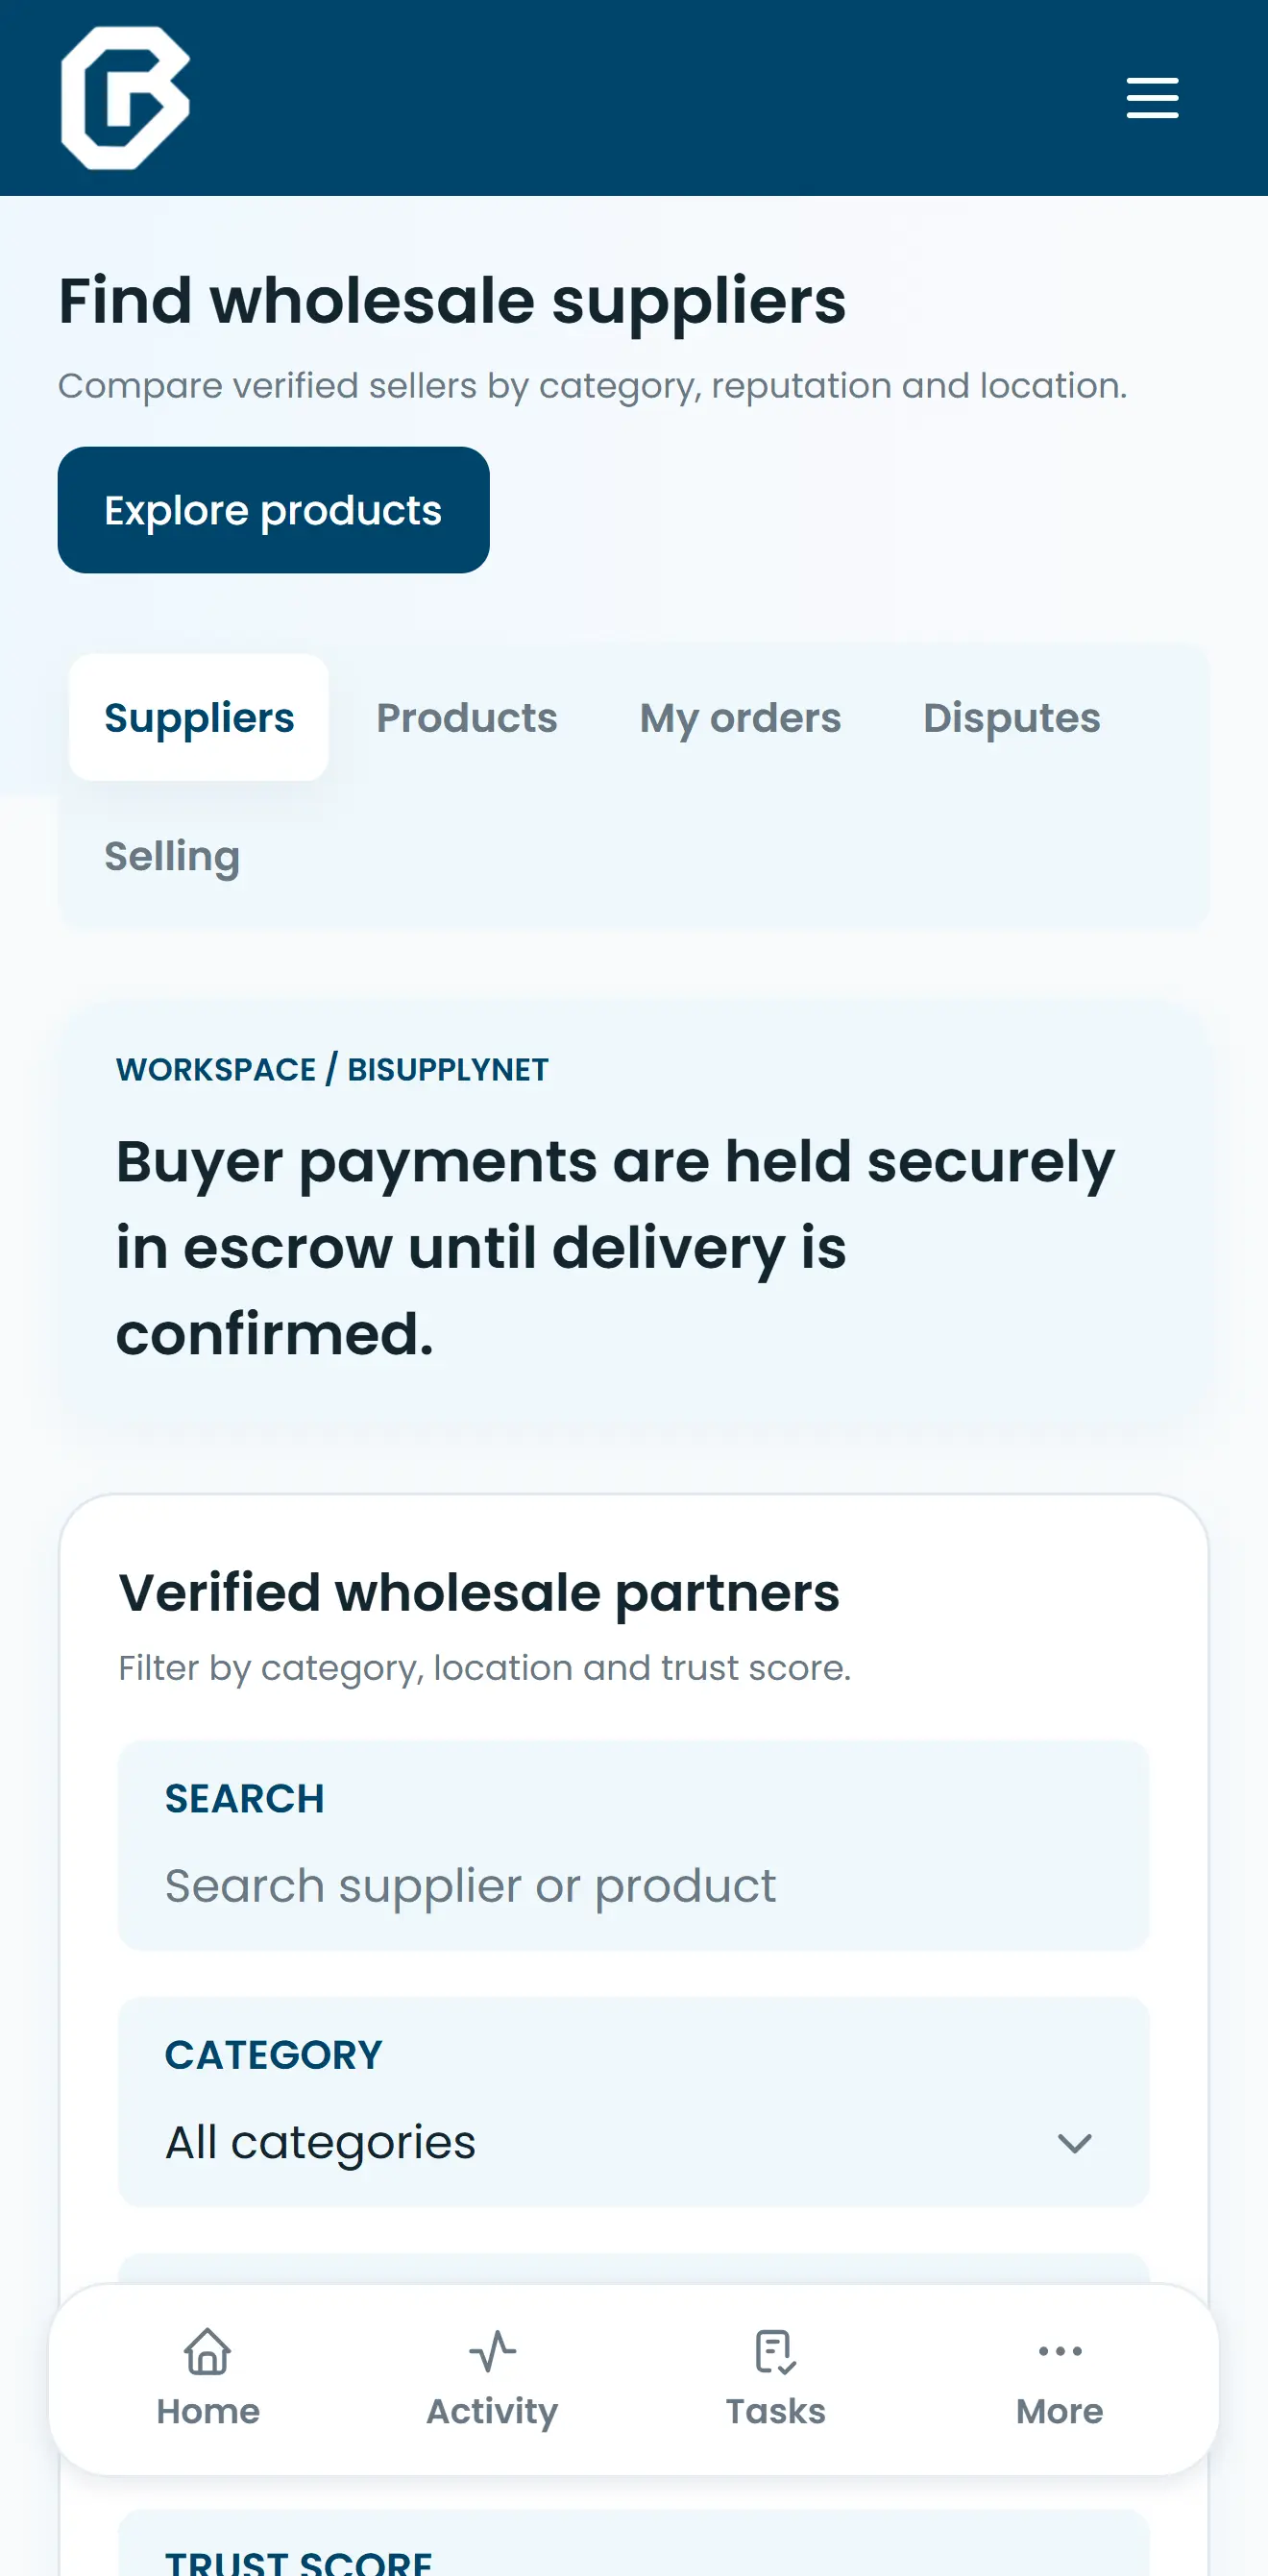 Find wholesale suppliers
Compare verified sellers by category, reputation and location.
Explore products
Suppliers Products My orders Disputes
Selling
WORKSPACE / BISUPPLYNET
Buyer payments are held securely
in escrow until delivery is
confirmed.
Verified wholesale partners
Filter by category, location and trust score.
SEARCH
Search supplier or product
CATEGORY
All categories
Home Activity Tasks More
TRUST SCORE